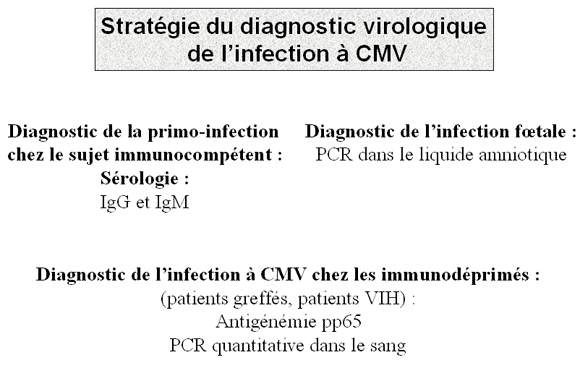 Stratégie du diagnostic virologique
de l'infection à CMV
Diagnostic de la primo-infection
chez le sujet immunocompétent :
Sérologie :
IgG et IgM
Diagnostic de l'infection fœtale :
PCR dans le liquide amniotique
Diagnostic de l'infection à CMV chez les immunodéprimés :
(patients greffés, patients VIH) :
Antigénémie pp65
PCR quantitative dans le sang